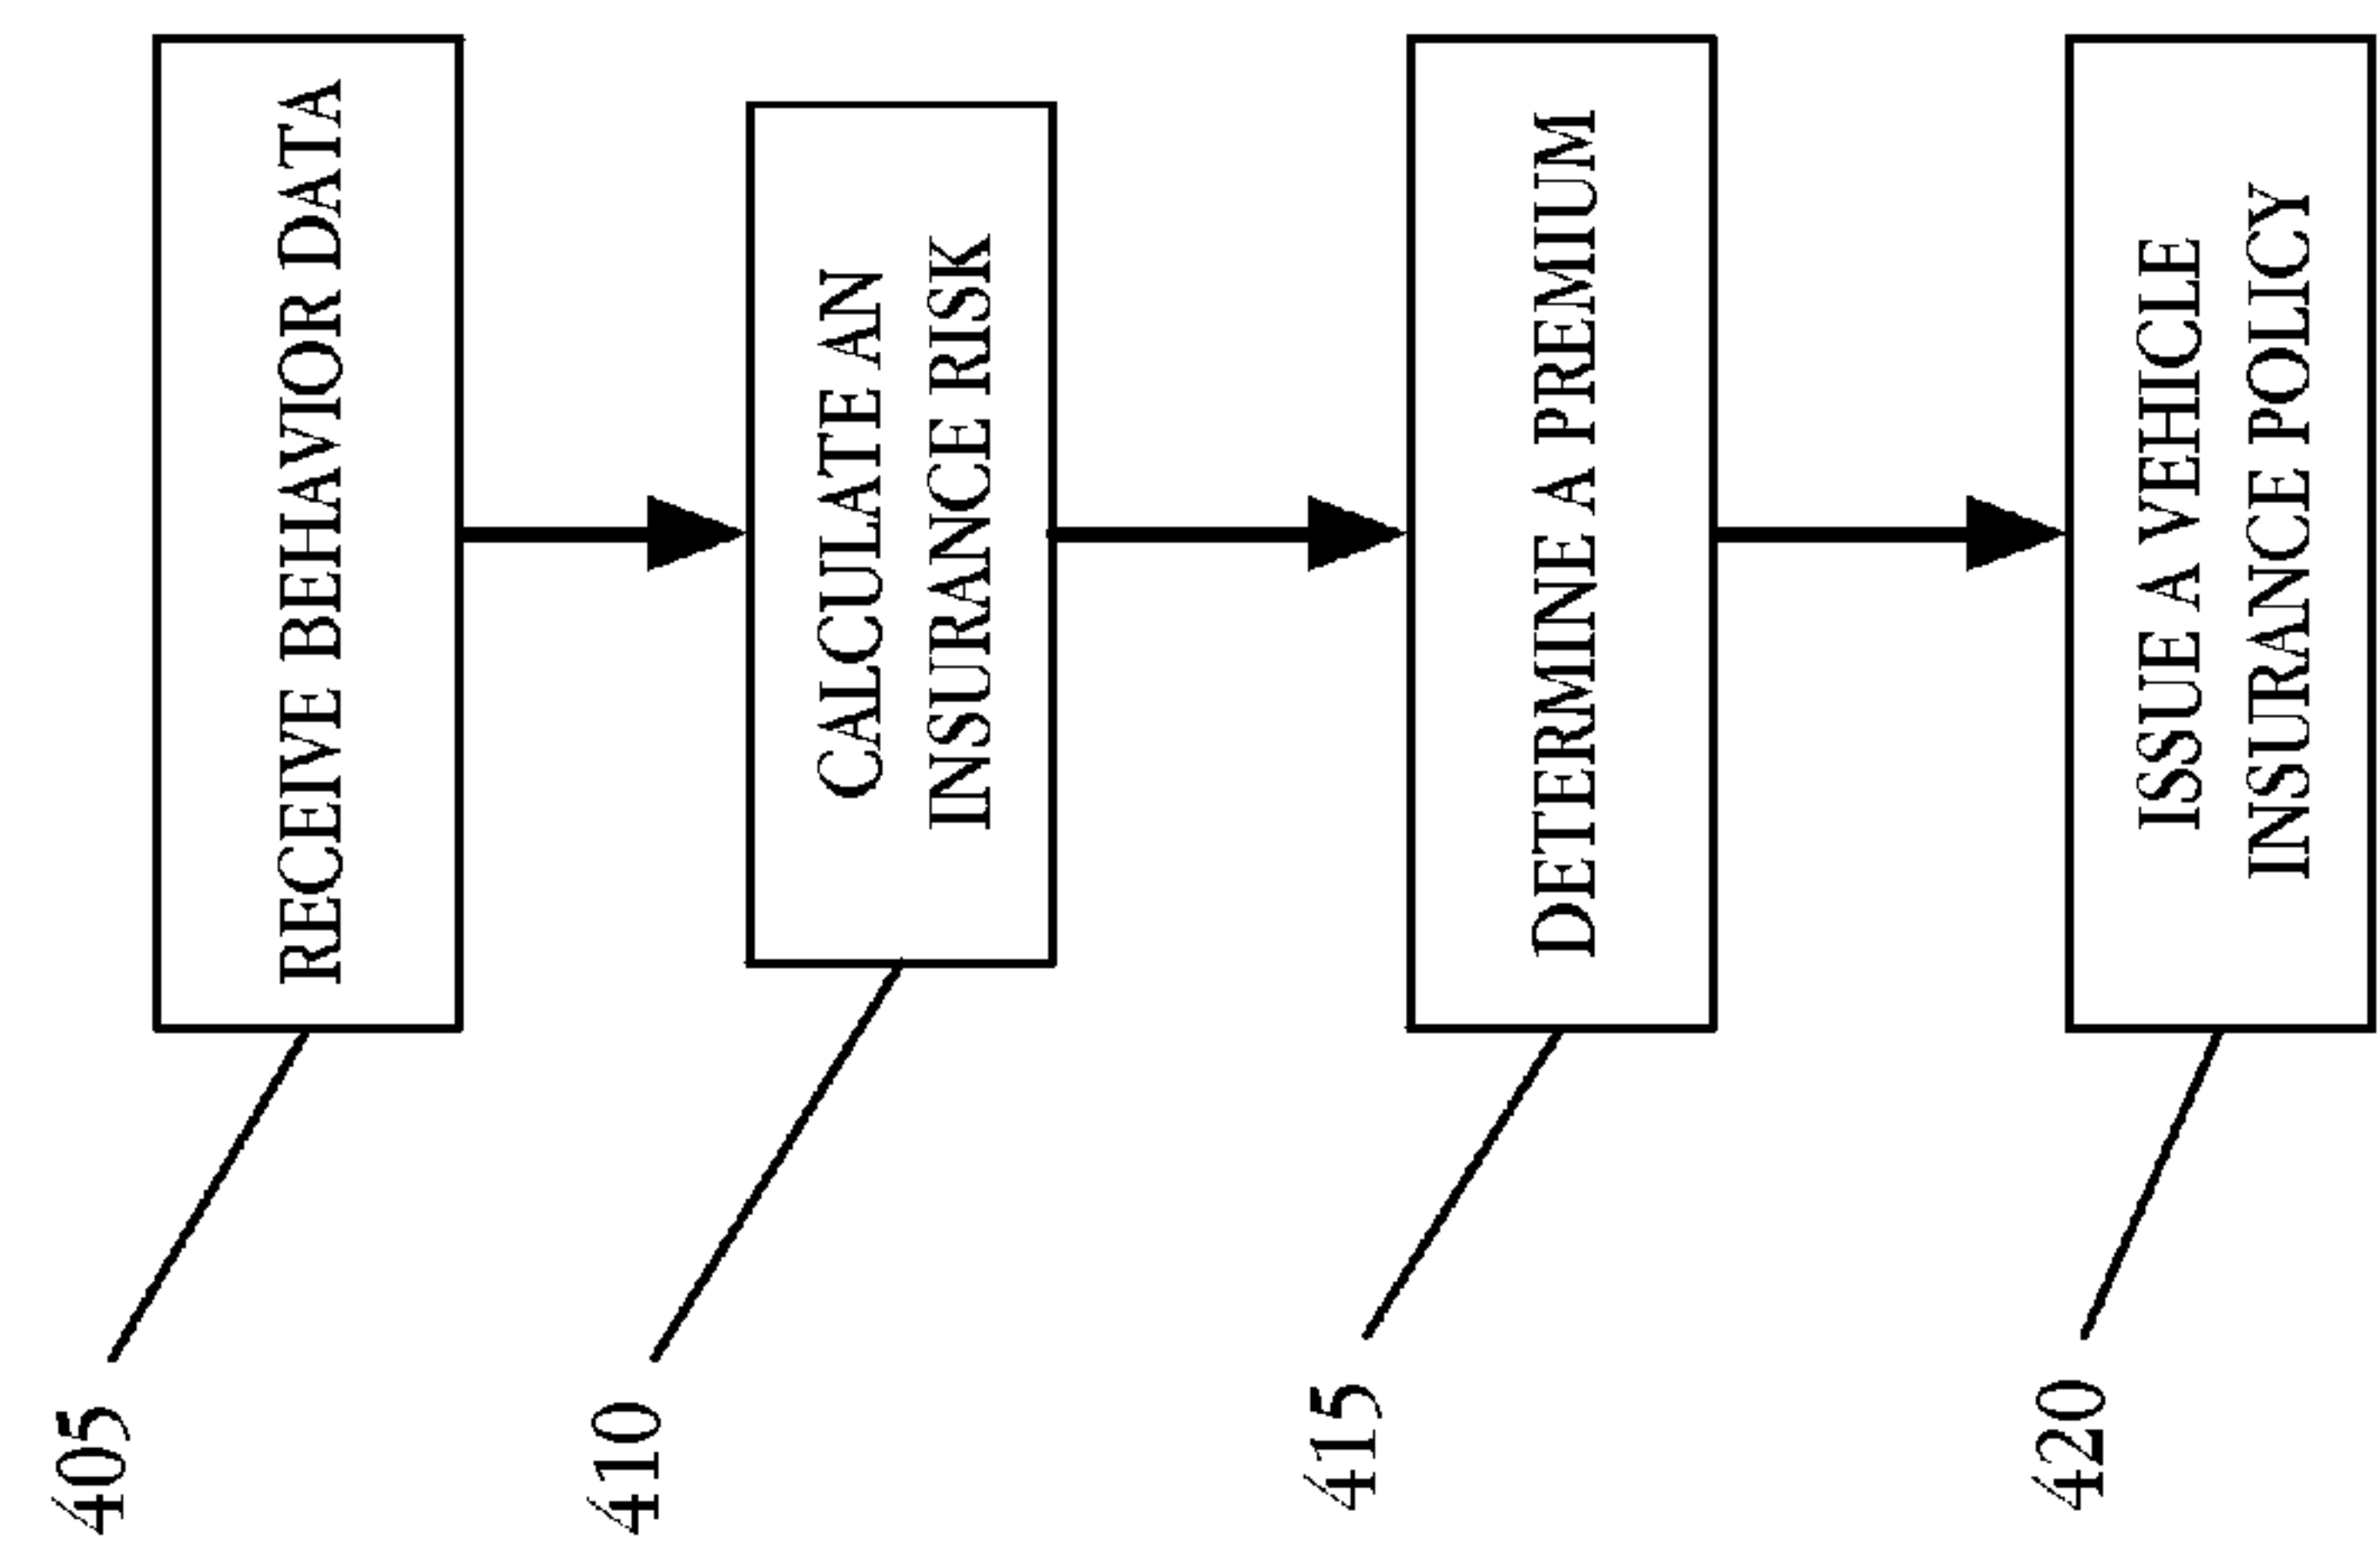 405
RECEIVE BEHAVIOR DATA
410
CALCULATE AN
INSURANCE RISK
415
DETERMINE A PREMIUM
420
ISSUE A VEHICLE
INSURANCE POLICY